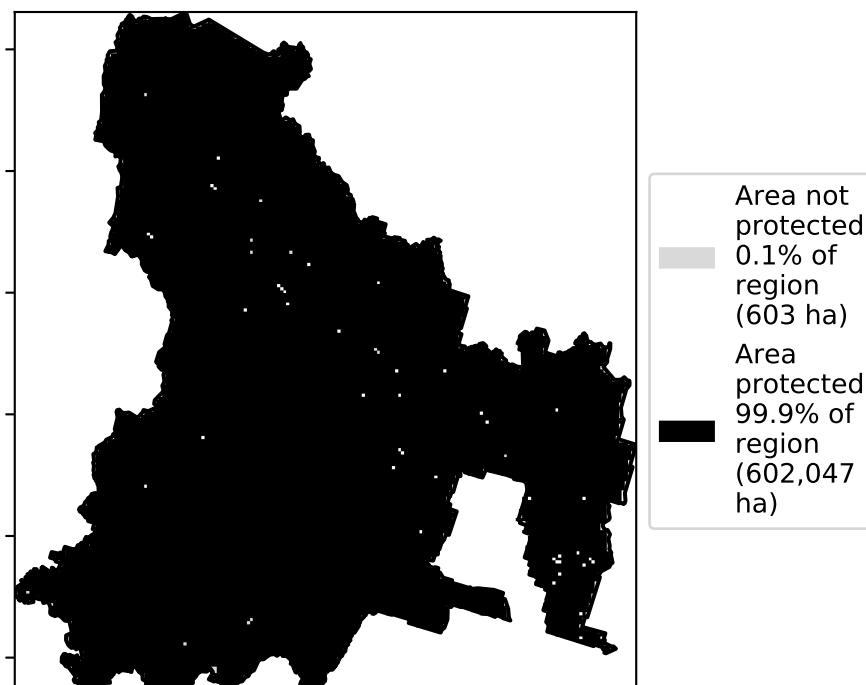 Area not
protected
0.1% of
region
(603 ha)
Area
protected
99.9% of
region
(602,047
ha)